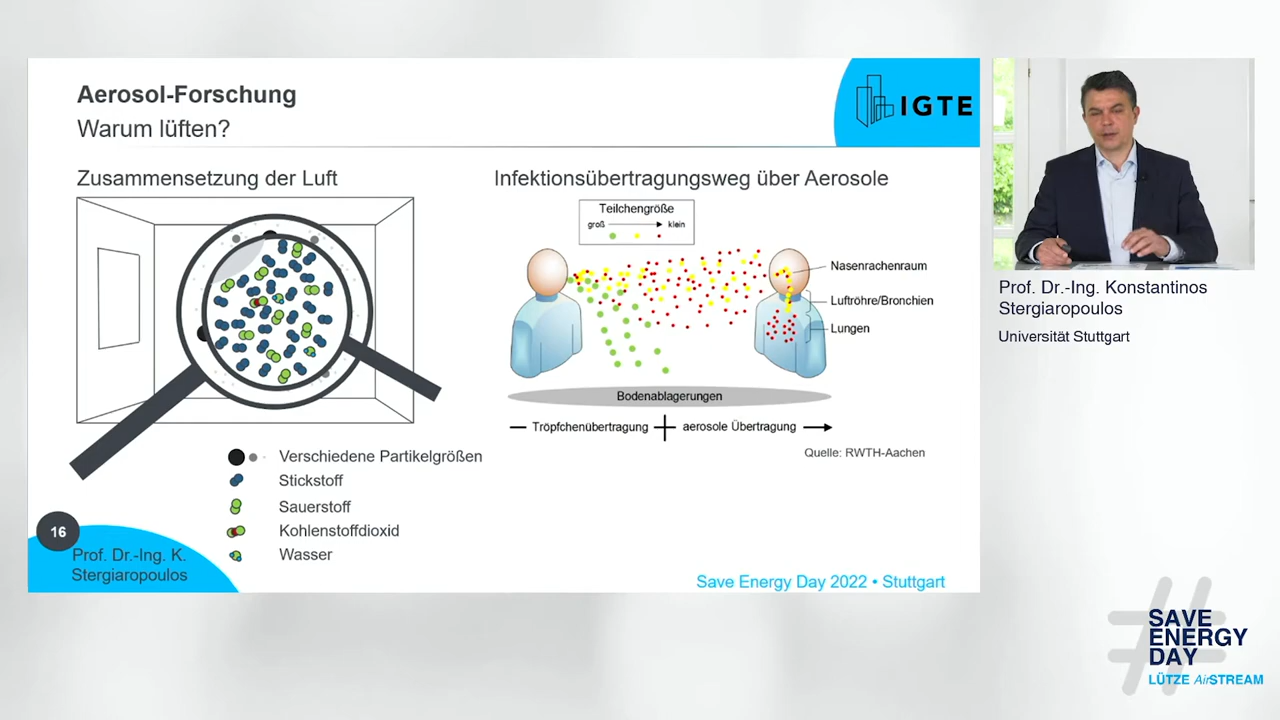 Aerosol-Forschung
Warum lüften?
IGTE
Zusammensetzung der Luft
Infektionsübertragungsweg über Aerosole
Teilchengröße
groß
klein
Nasenrachenraum
Luftröhre/Bronchien
Lungen
Bodenablagerungen
Tröpfchenübertragung
aerosole Übertragung
Quelle: RWTH-Aachen
Verschiedene Partikelgrößen
Stickstoff
Sauerstoff
Kohlenstoffdioxid
Wasser
16
Prof. Dr.-Ing. K.
Stergiaropoulos
Save Energy Day 2022 • Stuttgart
Prof. Dr.-Ing. Konstantinos
Stergiaropoulos
Universität Stuttgart
#
SAVE
ENERGY
DAY
LÜTZE AirSTREAM